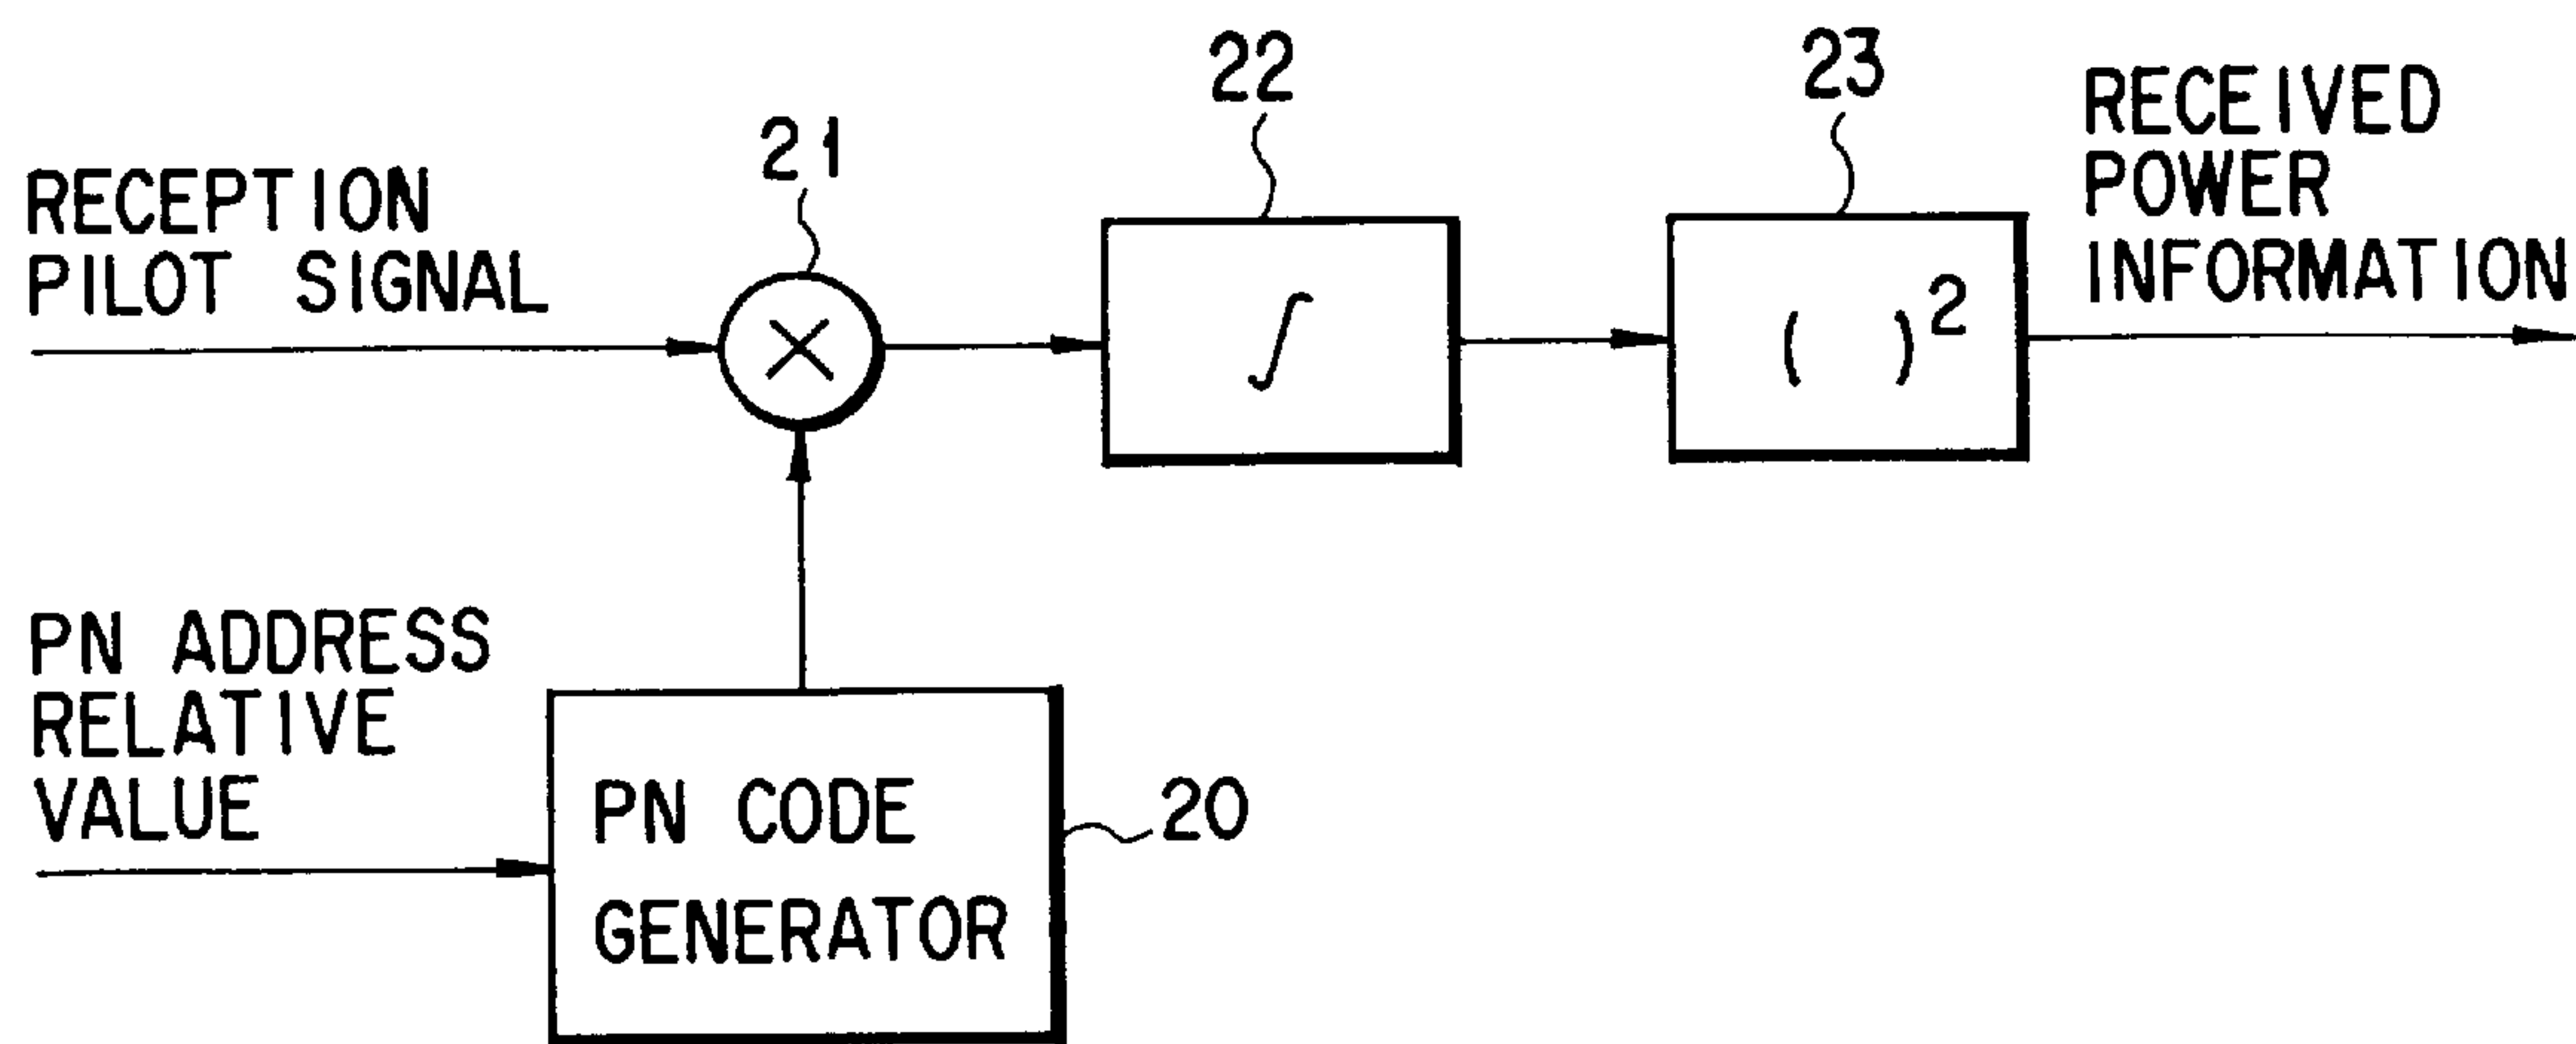 22
23
RECEIVED
POWER
INFORMATION
21
RECEPTION
PILOT SIGNAL
×
∫
( )²
PN ADDRESS
RELATIVE
VALUE
PN CODE
GENERATOR
20